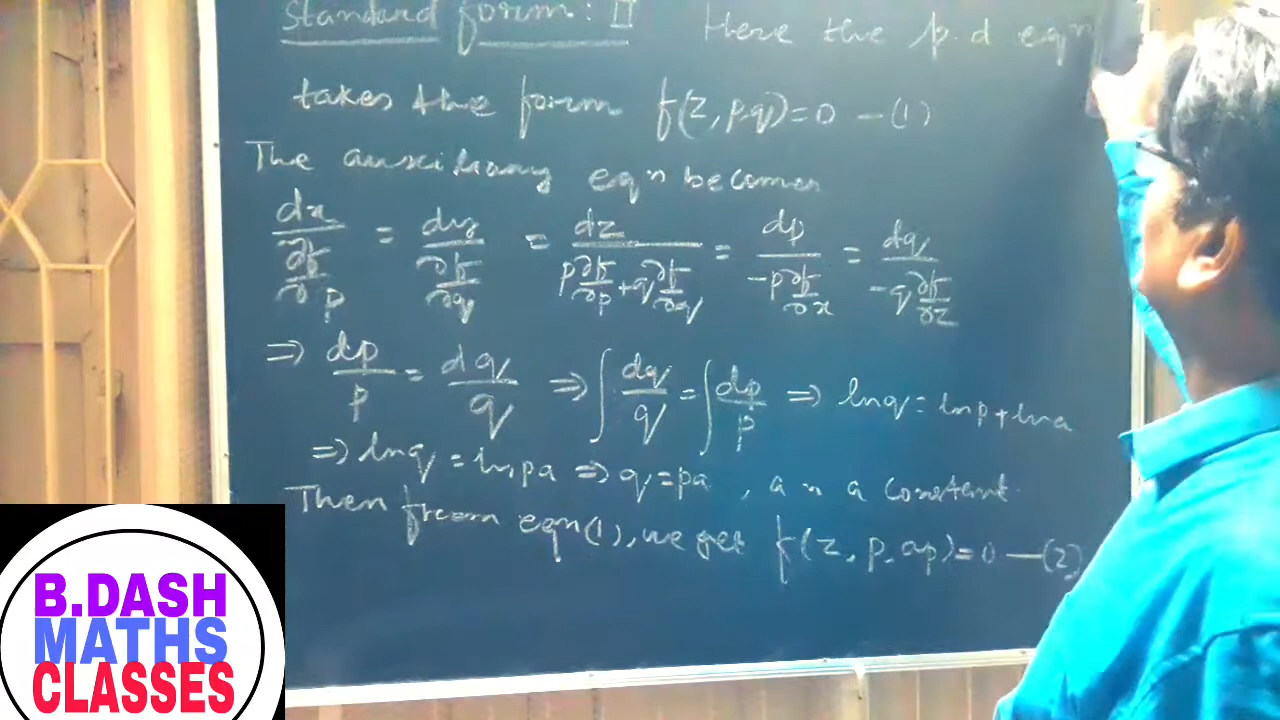 Standard form: II Here the p.d eqn
takes the form f(z, p, q) = 0 — (1)
The auxiliary eqn becomes
dx/(∂f/∂p) = dy/(∂f/∂q) = dz/(p ∂f/∂p + q ∂f/∂q) = dp/(-p ∂f/∂x) = dq/(-q ∂f/∂z)
⇒ dp/p = dq/q ⇒ ∫ dq/q = ∫ dp/p ⇒ ln q = ln p + ln a
⇒ ln q = ln pa ⇒ q = pa, a is a constant.
Then from eqn (1), we get f(z, p, ap) = 0 — (2)
B.DASH
MATHS
CLASSES